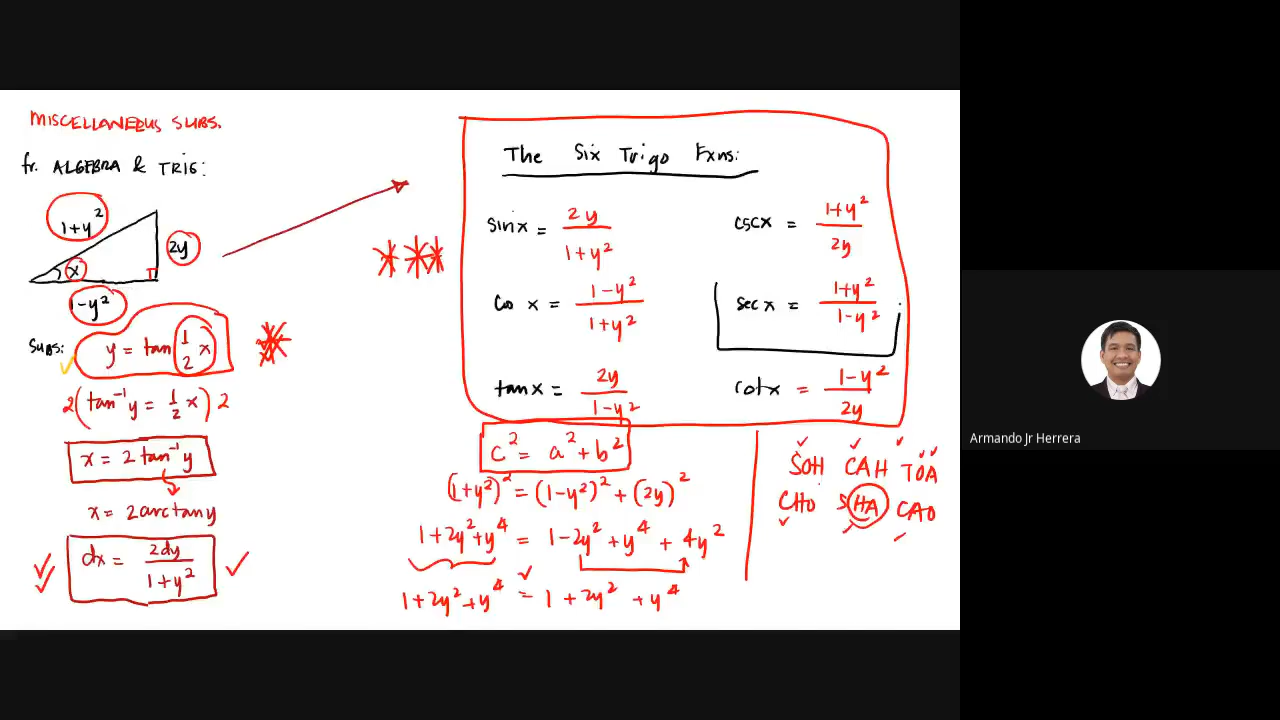 MISCELLANEOUS SUBS.
fr. ALGEBRA & TRIG:
1+y²
2y
x
1-y²
Subs: y = tan 1/2 x
2(tan⁻¹y = 1/2 x)2
x = 2 tan⁻¹y
x = 2arctany
dx = 2dy/1+y²
The Six Trigo Fxns:
sinx = 2y/1+y²
cscx = 1+y²/2y
cos x = 1-y²/1+y²
sec x = 1+y²/1-y²
tanx = 2y/1-y²
cotx = 1-y²/2y
c² = a² + b²
(1+y²)² = (1-y²)² + (2y)²
1+2y²+y⁴ = 1-2y²+y⁴ + 4y²
1+2y²+y⁴ = 1 + 2y² + y⁴
SOH CAH TOA
CHO SHA CAO
Armando Jr Herrera